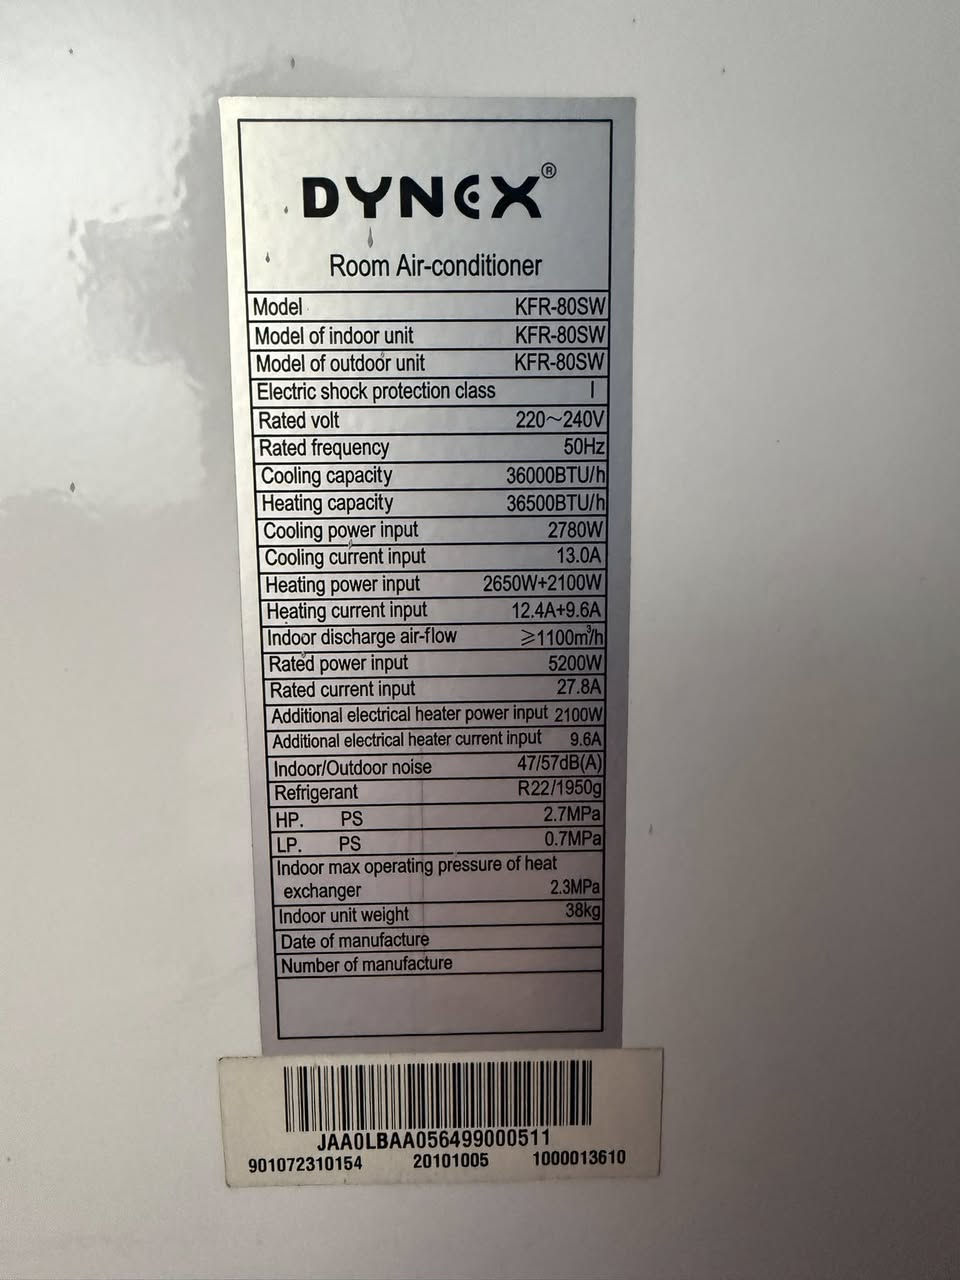 DYNEX®
Room Air-conditioner
Model KFR-80SW
Model of indoor unit KFR-80SW
Model of outdoor unit KFR-80SW
Electric shock protection class I
Rated volt 220~240V
Rated frequency 50Hz
Cooling capacity 36000BTU/h
Heating capacity 36500BTU/h
Cooling power input 2780W
Cooling current input 13.0A
Heating power input 2650W+2100W
Heating current input 12.4A+9.6A
Indoor discharge air-flow ≥1100m³/h
Rated power input 5200W
Rated current input 27.8A
Additional electrical heater power input 2100W
Additional electrical heater current input 9.6A
Indoor/Outdoor noise 47/57dB(A)
Refrigerant R22/1950g
HP. PS 2.7MPa
LP. PS 0.7MPa
Indoor max operating pressure of heat
exchanger 2.3MPa
Indoor unit weight 38kg
Date of manufacture
Number of manufacture
JAA0LBAA056499000511
901072310154 20101005 1000013610